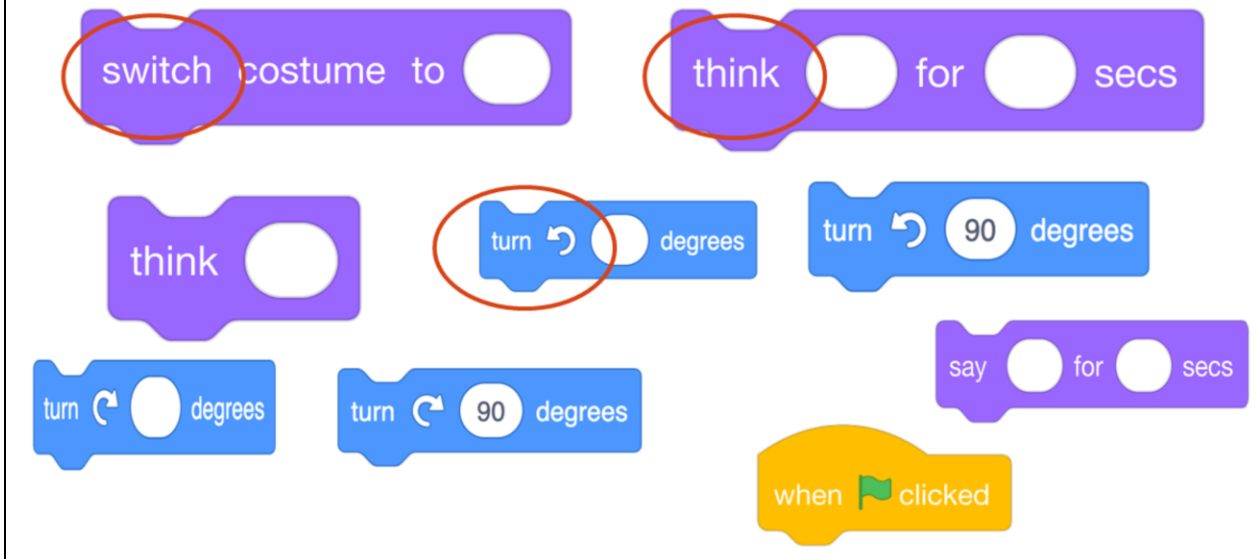 switch costume to
think for secs
think
turn degrees
turn 90 degrees
say for secs
turn degrees
turn 90 degrees
when clicked